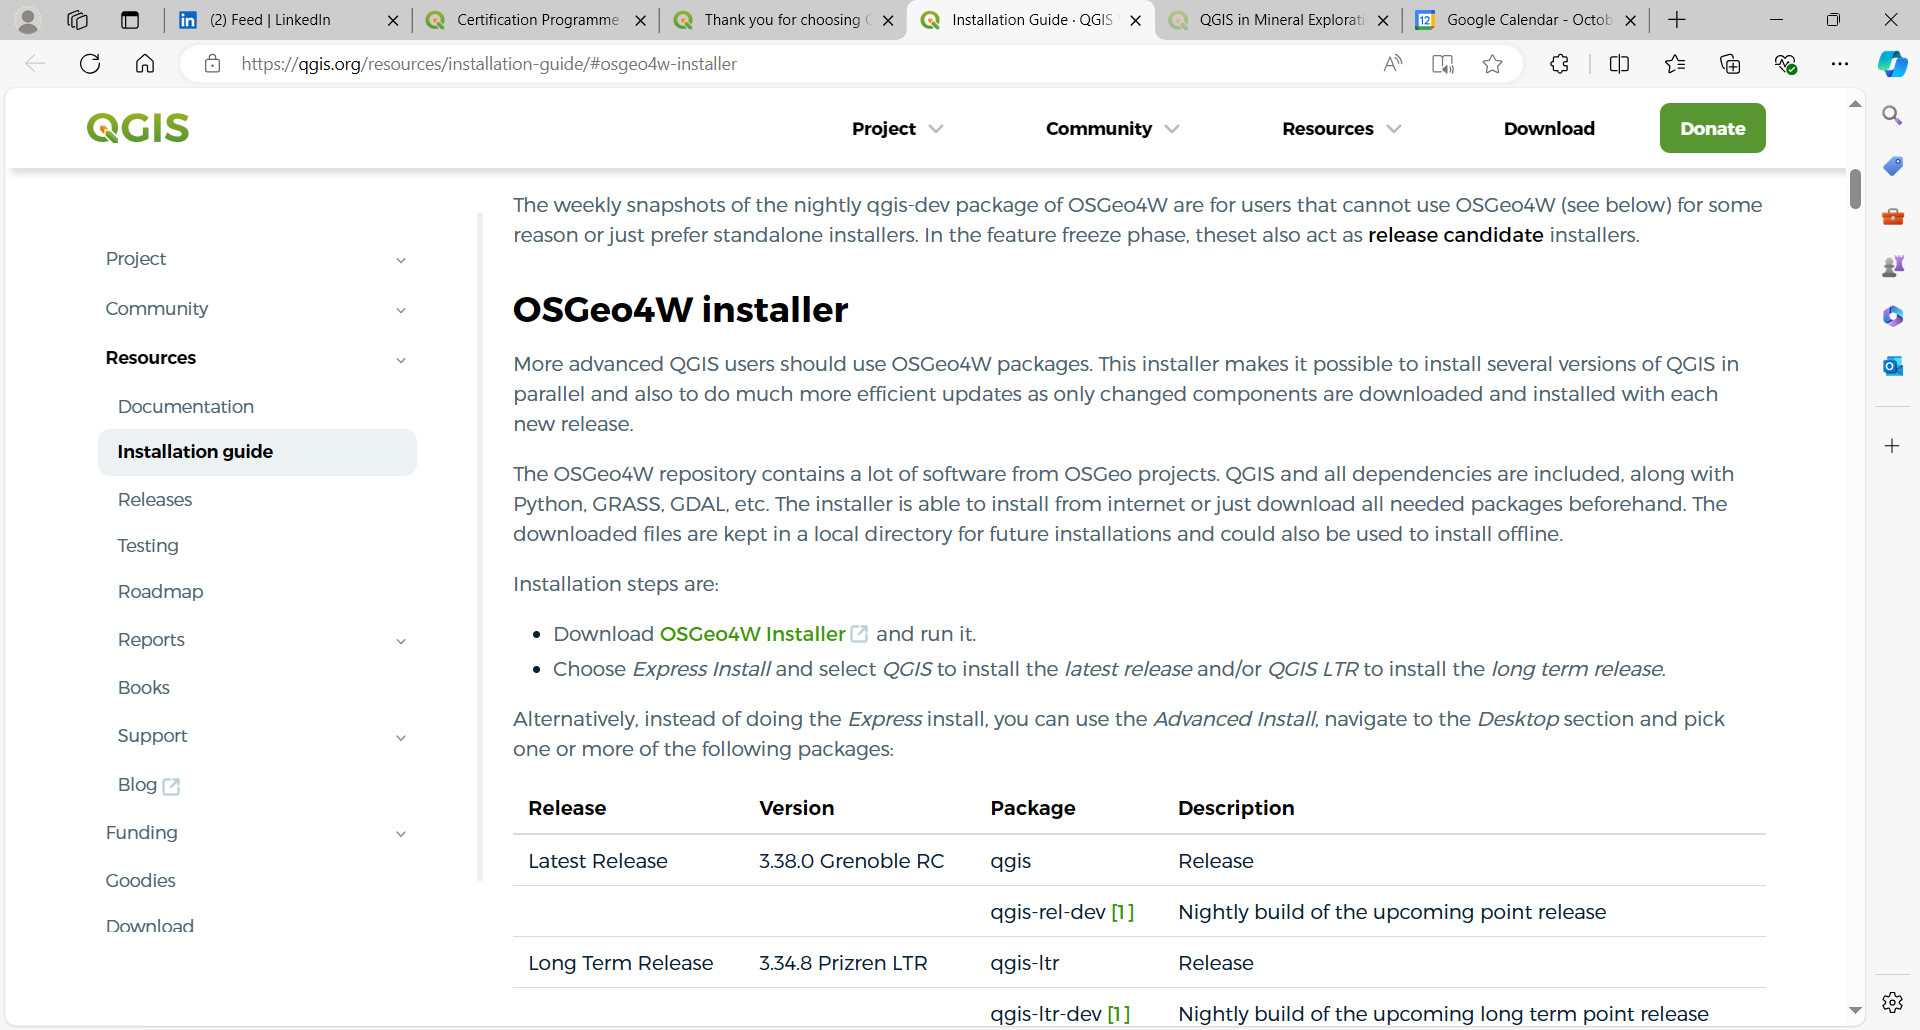 (2) Feed | LinkedIn
Certification Programme
Thank you for choosing
Installation Guide · QGIS
QGIS in Mineral Explorati
Google Calendar - Octob
https://qgis.org/resources/installation-guide/#osgeo4w-installer
QGIS
Project
Community
Resources
Download
Donate
Project
Community
Resources
Documentation
Installation guide
Releases
Testing
Roadmap
Reports
Books
Support
Blog
Funding
Goodies
Download
The weekly snapshots of the nightly qgis-dev package of OSGeo4W are for users that cannot use OSGeo4W (see below) for some
reason or just prefer standalone installers. In the feature freeze phase, theset also act as release candidate installers.
OSGeo4W installer
More advanced QGIS users should use OSGeo4W packages. This installer makes it possible to install several versions of QGIS in
parallel and also to do much more efficient updates as only changed components are downloaded and installed with each
new release.
The OSGeo4W repository contains a lot of software from OSGeo projects. QGIS and all dependencies are included, along with
Python, GRASS, GDAL, etc. The installer is able to install from internet or just download all needed packages beforehand. The
downloaded files are kept in a local directory for future installations and could also be used to install offline.
Installation steps are:
• Download OSGeo4W Installer and run it.
• Choose Express Install and select QGIS to install the latest release and/or QGIS LTR to install the long term release.
Alternatively, instead of doing the Express install, you can use the Advanced Install, navigate to the Desktop section and pick
one or more of the following packages:
Release Version Package Description
Latest Release 3.38.0 Grenoble RC qgis Release
qgis-rel-dev [1] Nightly build of the upcoming point release
Long Term Release 3.34.8 Prizren LTR qgis-ltr Release
qgis-ltr-dev [1] Nightly build of the upcoming long term point release